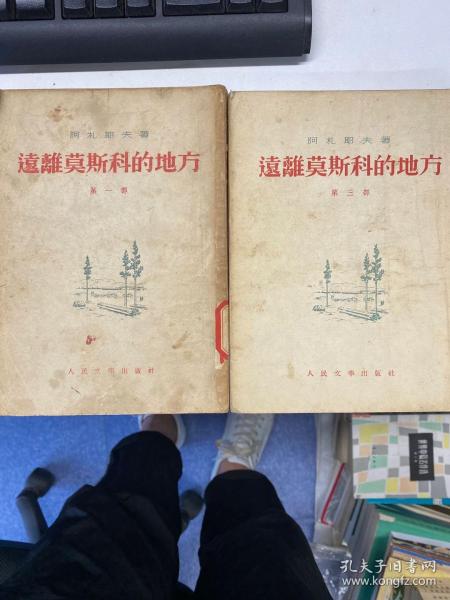 阿札耶夫著
遠離莫斯科的地方
第一部
人民文學出版社
阿札耶夫著
遠離莫斯科的地方
第三部
人民文學出版社
孔夫子旧书网
www.kongfz.com